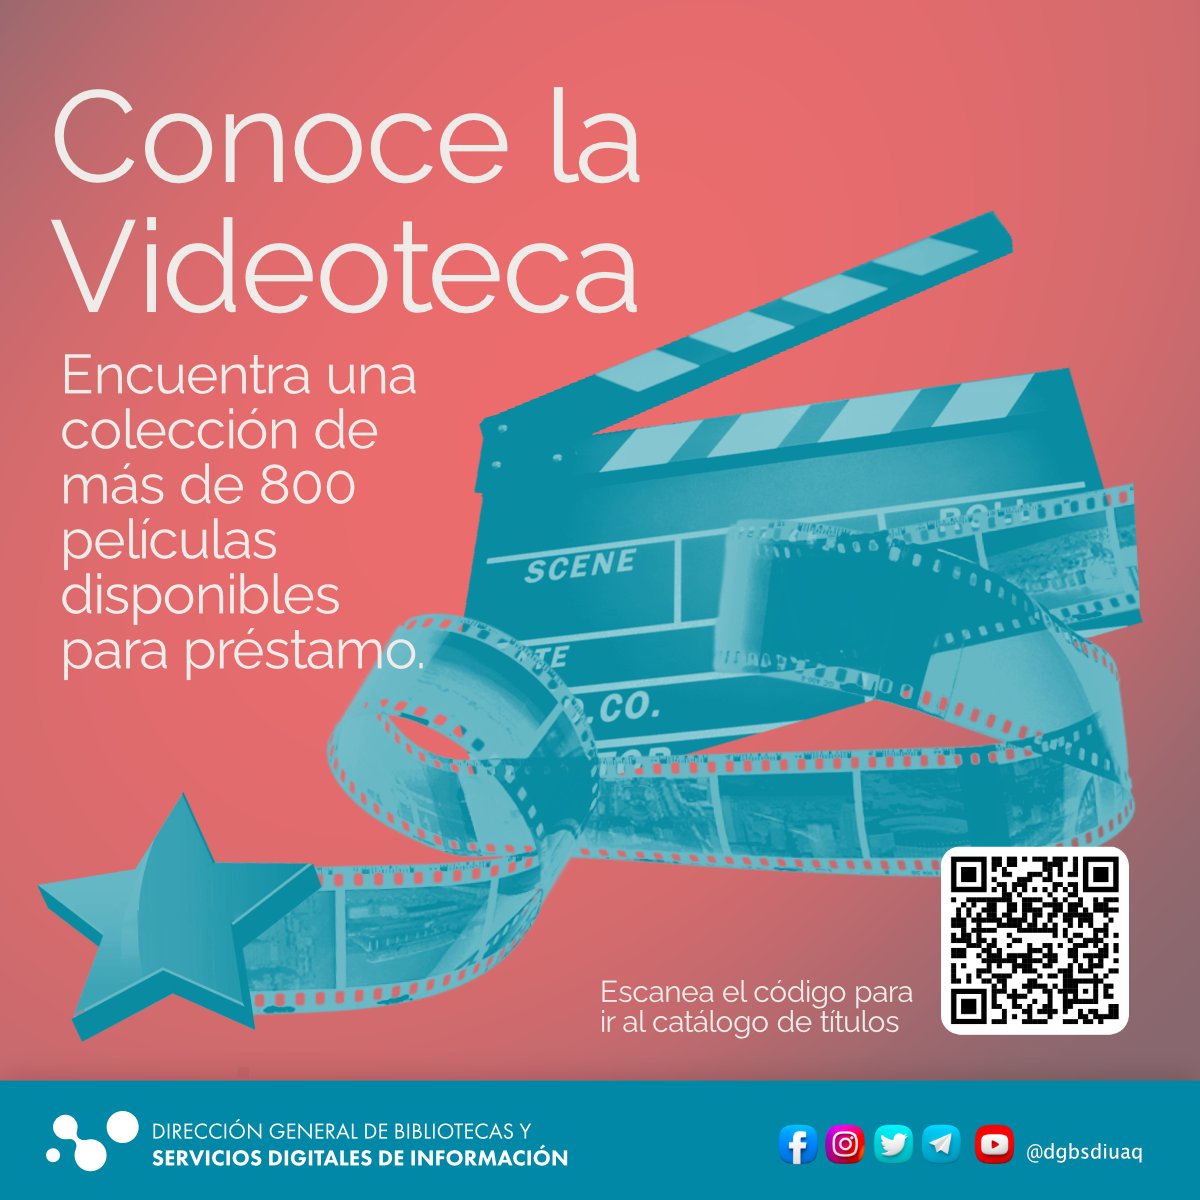 Conoce la
Videoteca
Encuentra una
colección de
más de 800
películas
disponibles
para préstamo.
ROLL
SCENE
.CO.
Escanea el código para
ir al catálogo de títulos
DIRECCIÓN GENERAL DE BIBLIOTECAS Y
SERVICIOS DIGITALES DE INFORMACIÓN
@dgbsdiuaq